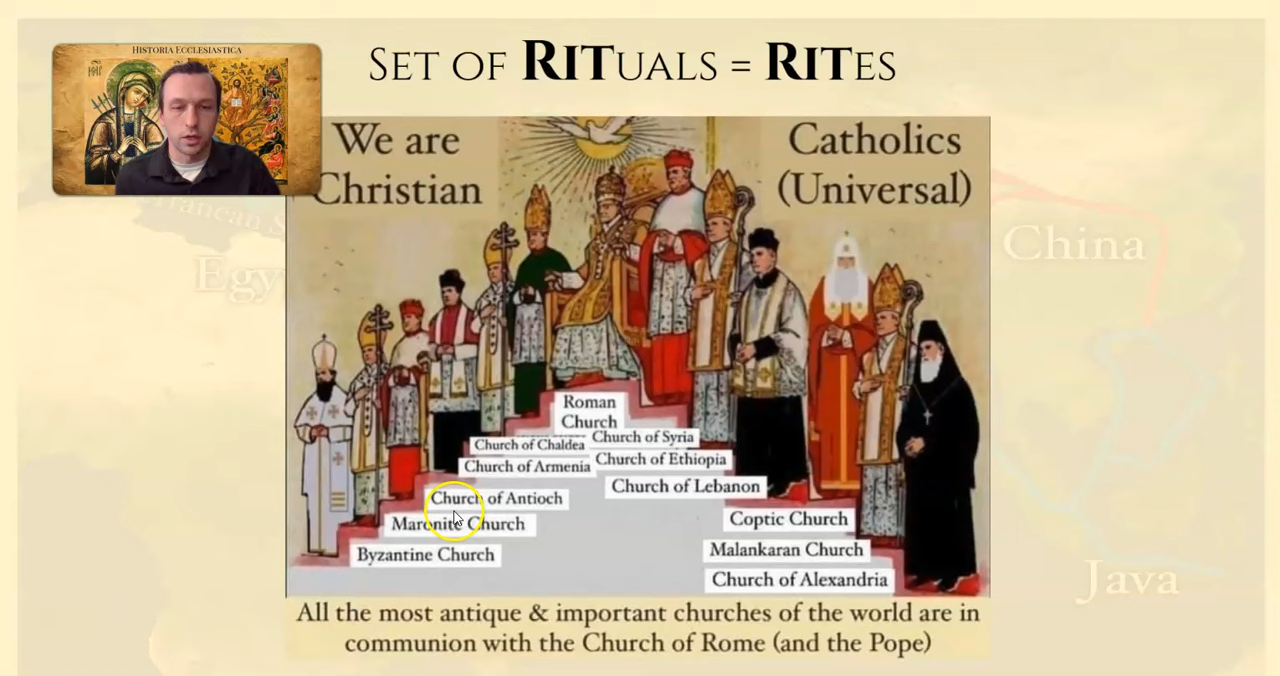 HISTORIA ECCLESIASTICA
SET OF RITUALS = RITES
We are
Christian
Catholics
(Universal)
China
Egy
Java
Roman
Church
Church of Chaldea
Church of Syria
Church of Armenia
Church of Ethiopia
Church of Antioch
Church of Lebanon
Maronite Church
Coptic Church
Byzantine Church
Malankaran Church
Church of Alexandria
All the most antique & important churches of the world are in
communion with the Church of Rome (and the Pope)